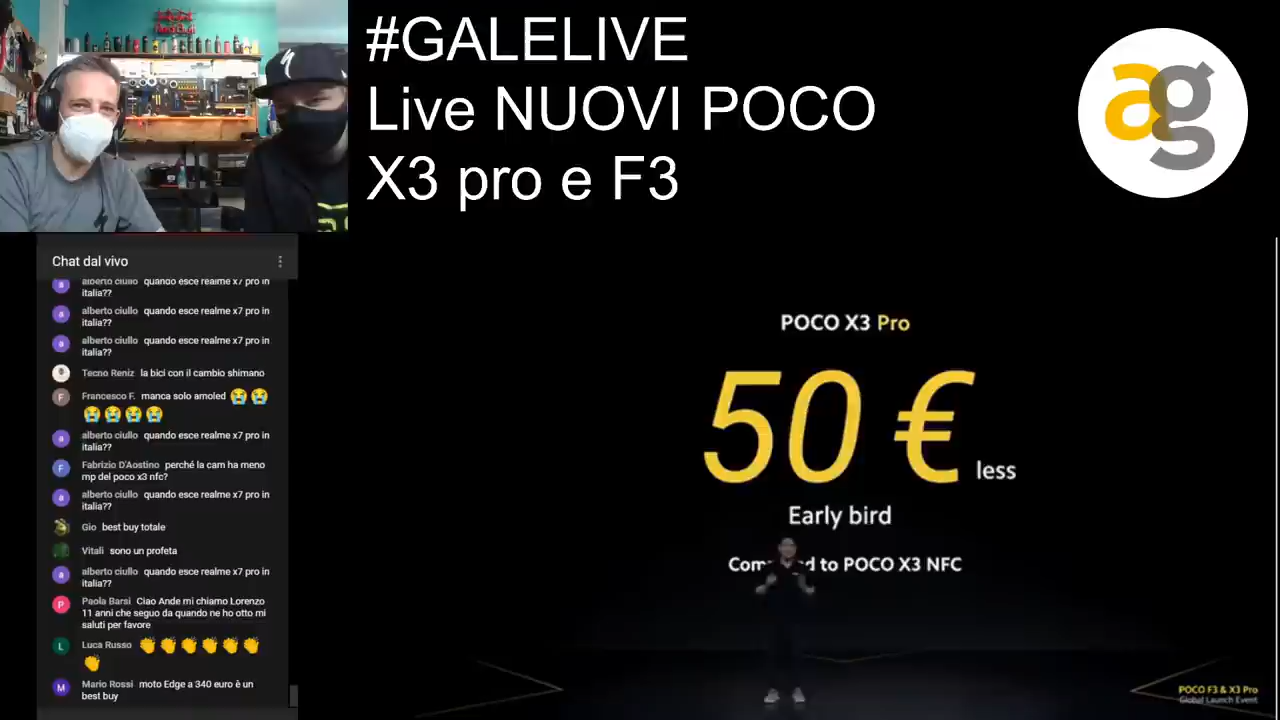 #GALELIVE
Live NUOVI POCO
X3 pro e F3
ag
Chat dal vivo
alberto ciullo quando esce realme x7 pro in
italia??
alberto ciullo quando esce realme x7 pro in
italia??
alberto ciullo quando esce realme x7 pro in
italia??
Tecno Reniz la bici con il cambio shimano
Francesco F. manca solo amoled
alberto ciullo quando esce realme x7 pro in
italia??
Fabrizio D'Aostino perché la cam ha meno
mp del poco x3 nfc?
alberto ciullo quando esce realme x7 pro in
italia??
Gio best buy totale
Vitali sono un profeta
alberto ciullo quando esce realme x7 pro in
italia??
Paola Barsi Ciao Ande mi chiamo Lorenzo
11 anni che seguo da quando ne ho otto mi
saluti per favore
Luca Russo
Mario Rossi moto Edge a 340 euro è un
best buy
POCO X3 Pro
50 € less
Early bird
to POCO X3 NFC
POCO F3 & X3 Pro
Global Launch Event